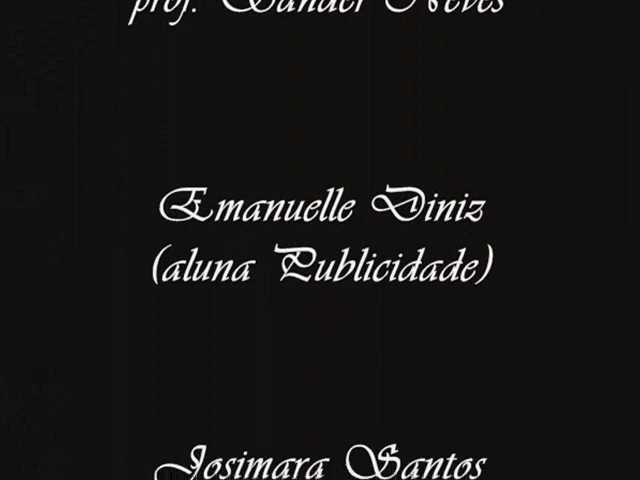 prof. Sander Neves
Emanuelle Diniz
(aluna Publicidade)
Josimara Santos